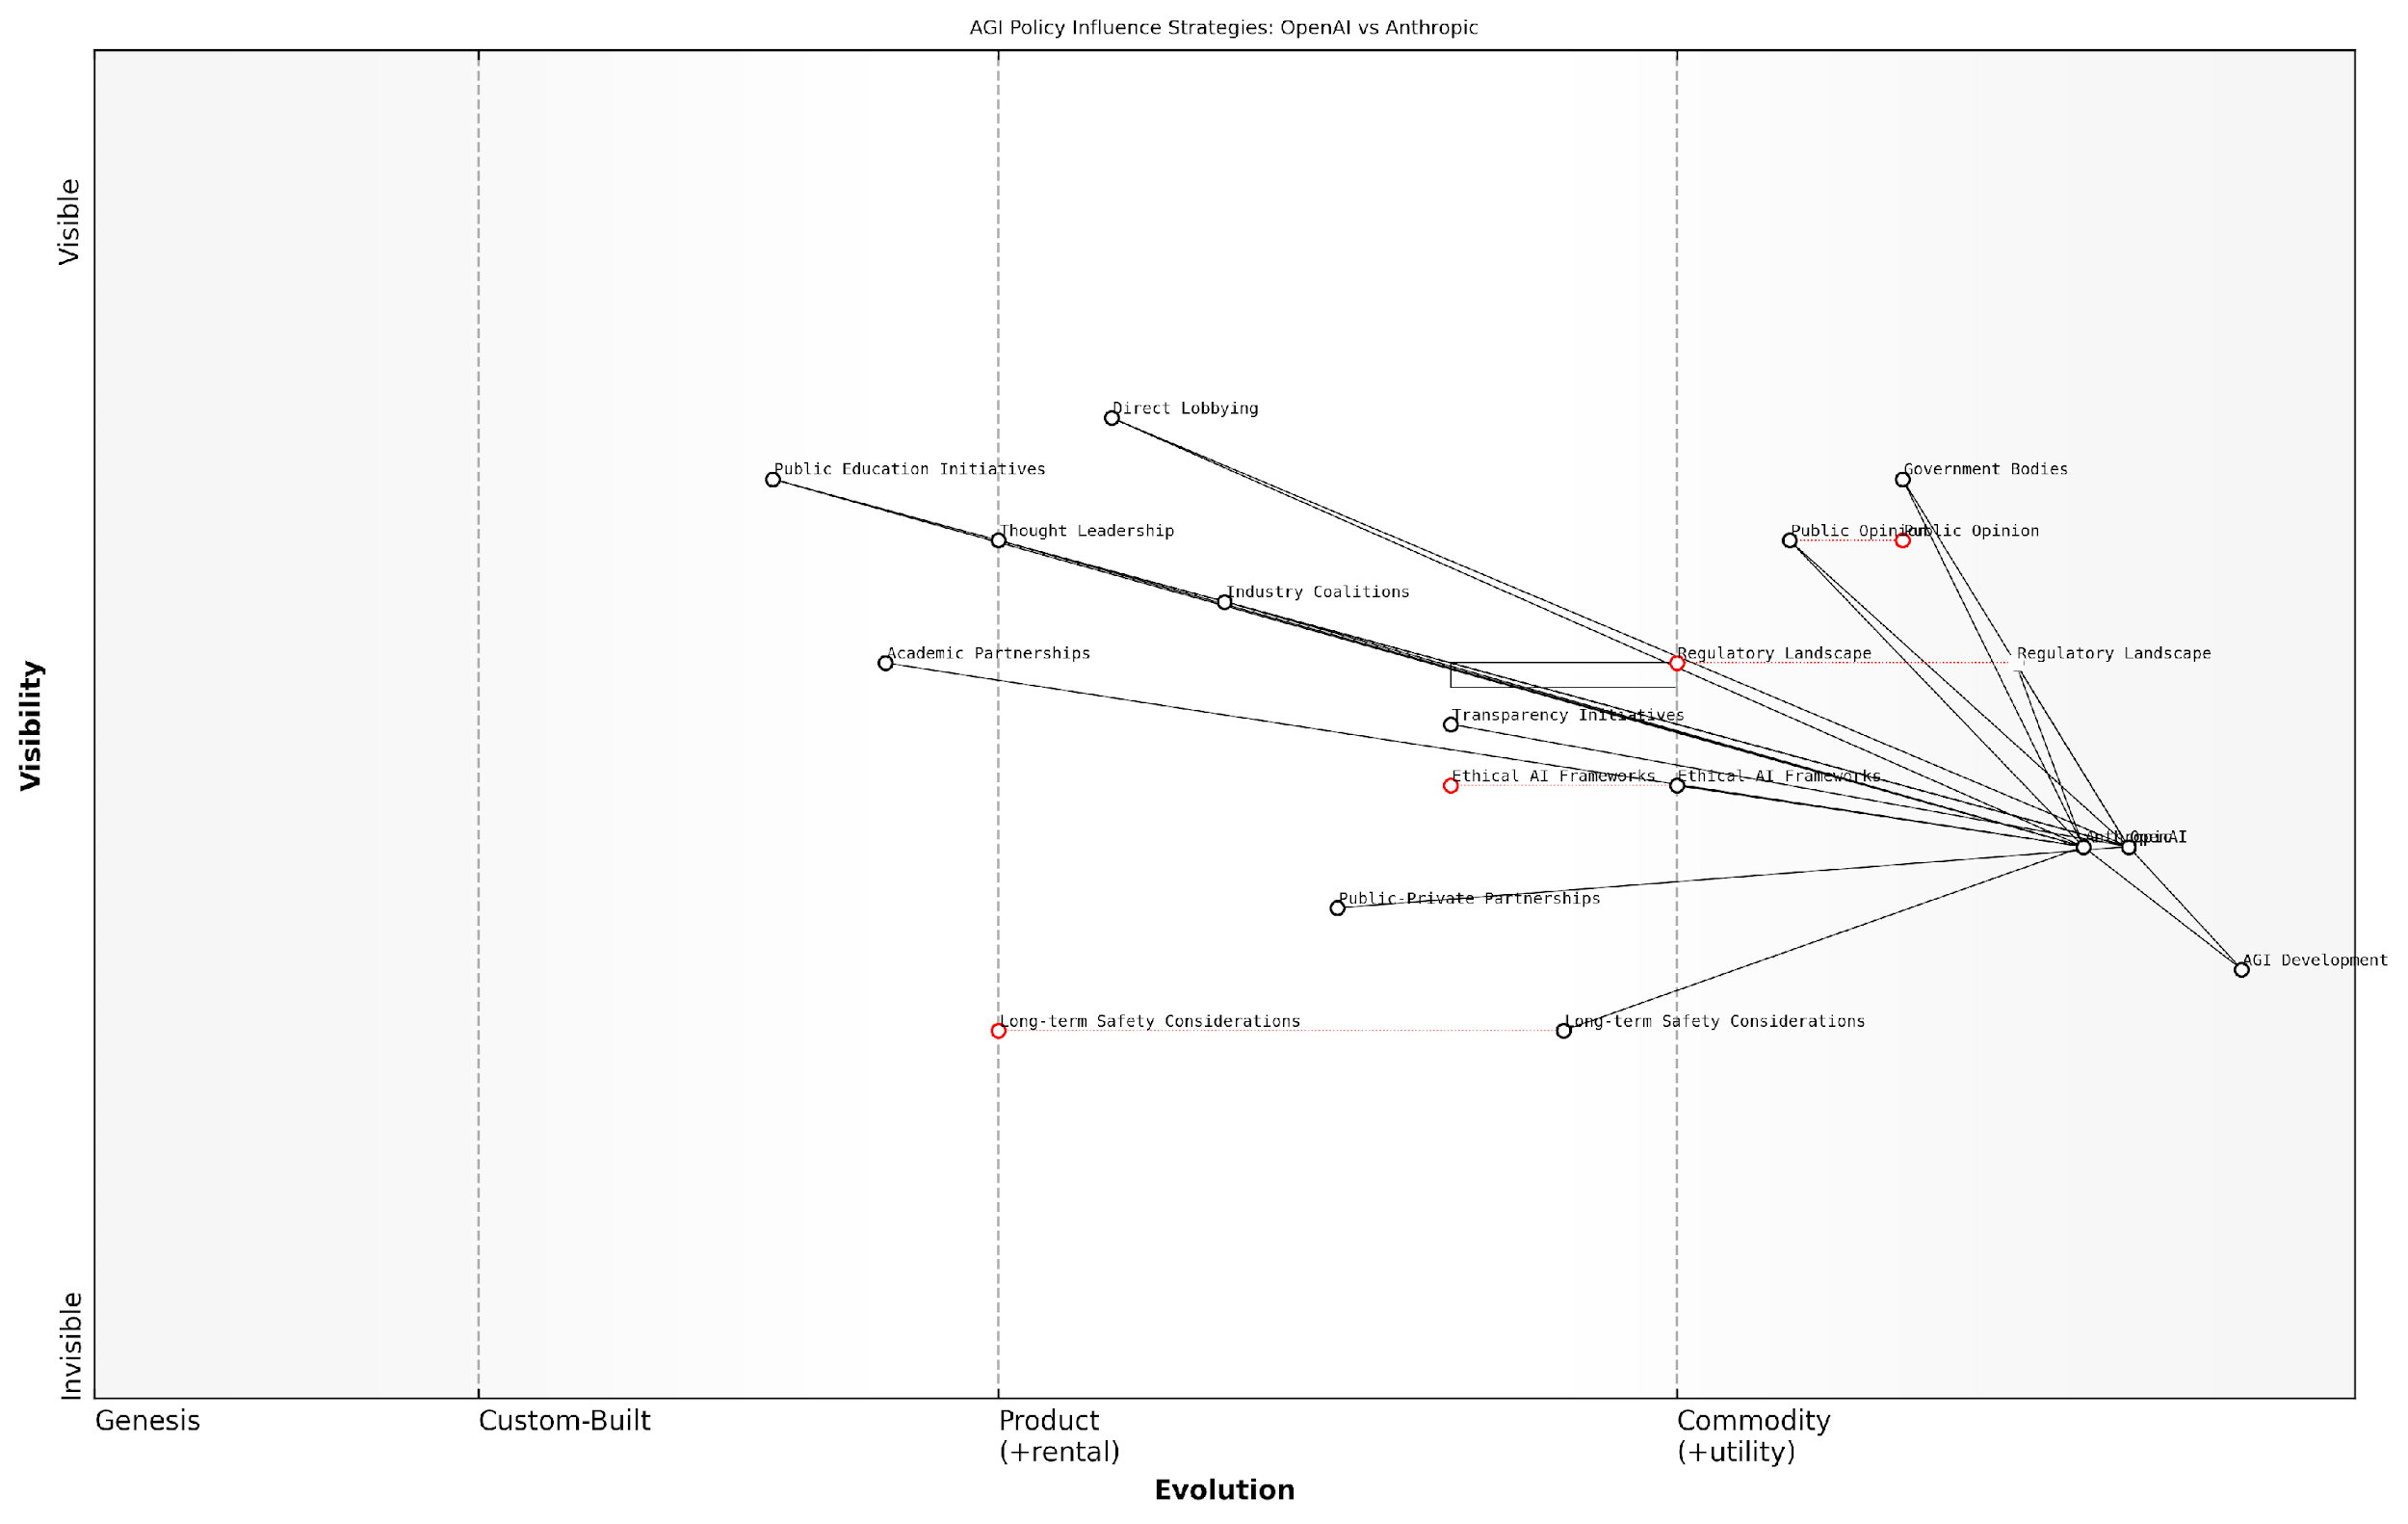 AGI Policy Influence Strategies: OpenAI vs Anthropic
Visible
Direct Lobbying
Public Education Initiatives
Government Bodies
Thought Leadership
Public Opinion
Public Opinion
Industry Coalitions
Academic Partnerships
Regulatory Landscape
Regulatory Landscape
Transparency Initiatives
Visibility
Ethical AI Frameworks
Ethical AI Frameworks
Anthropic
OpenAI
Public-Private Partnerships
AGI Development
Long-term Safety Considerations
Long-term Safety Considerations
Invisible
Genesis
Custom-Built
Product
(+rental)
Commodity
(+utility)
Evolution